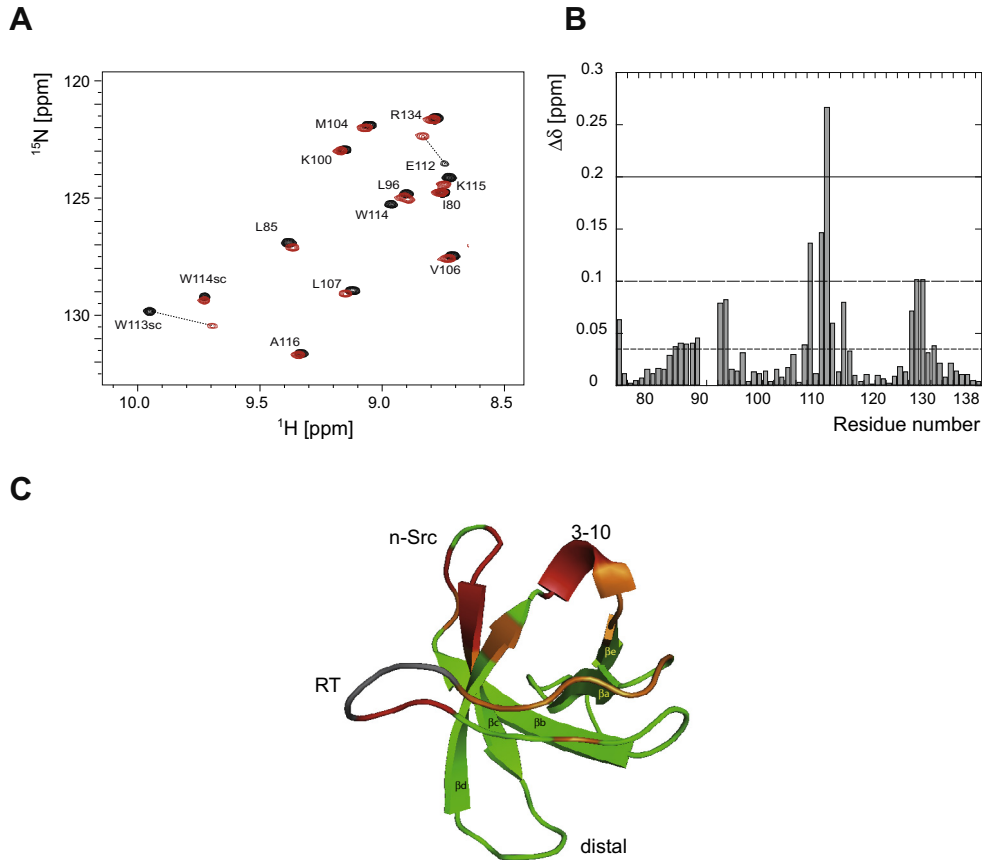 A
120
125
130
15N [ppm]
R134
M104
K100
E112
L96
K115
W114
I80
L85
V106
W114sc
L107
W113sc
A116
10.0 9.5 9.0 8.5
1H [ppm]
B
Δδ [ppm]
0.3
0.25
0.2
0.15
0.1
0.05
0
80 90 100 110 120 130 138
Residue number
C
n-Src
3-10
RT
βe
βa
βc
βb
βd
distal